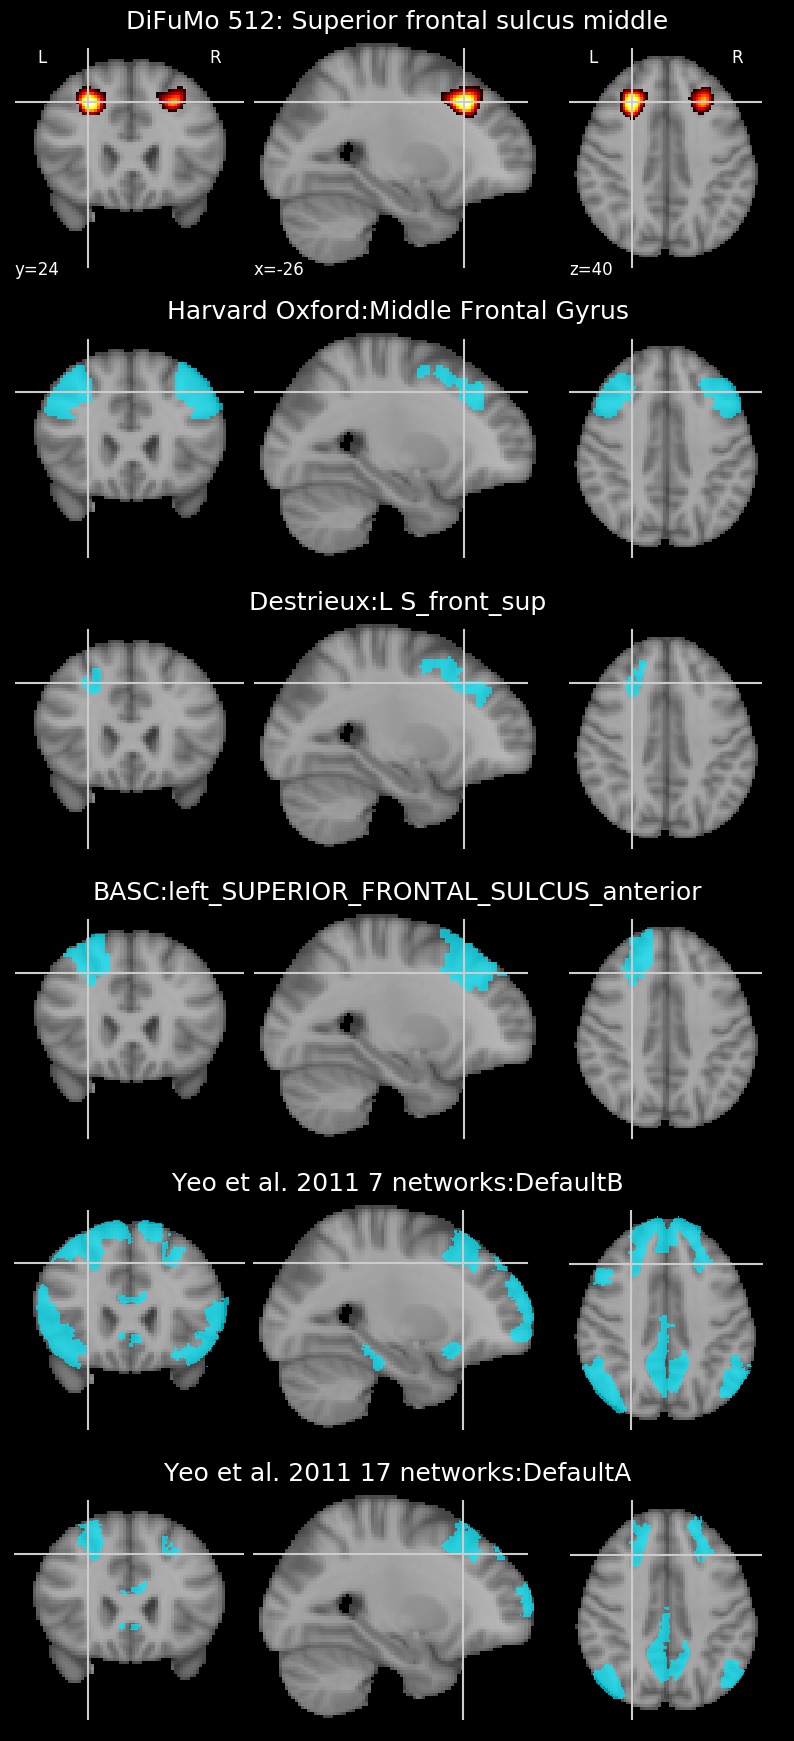 DiFuMo 512: Superior frontal sulcus middle
L R L R
y=24 x=-26 z=40
Harvard Oxford:Middle Frontal Gyrus
Destrieux:L S_front_sup
BASC:left_SUPERIOR_FRONTAL_SULCUS_anterior
Yeo et al. 2011 7 networks:DefaultB
Yeo et al. 2011 17 networks:DefaultA